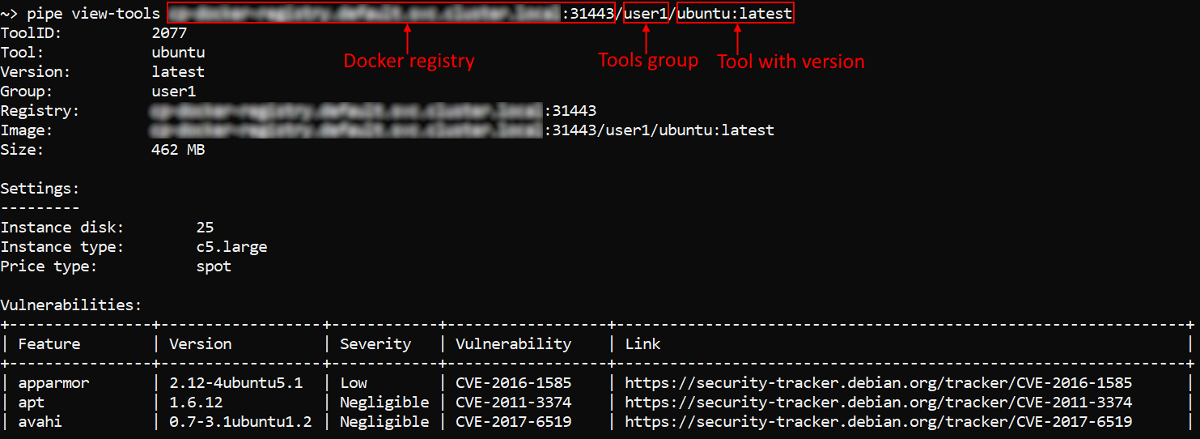 ~> pipe view-tools :31443/user1/ubuntu:latest
Docker registry Tools group Tool with version
ToolID: 2077
Tool: ubuntu
Version: latest
Group: user1
Registry: :31443
Image: :31443/user1/ubuntu:latest
Size: 462 MB
Settings:
---------
Instance disk: 25
Instance type: c5.large
Price type: spot
Vulnerabilities:
+----------------+------------------+------------+------------------+----------------------------------------------------------------+
| Feature | Version | Severity | Vulnerability | Link |
+----------------+------------------+------------+------------------+----------------------------------------------------------------+
| apparmor | 2.12-4ubuntu5.1 | Low | CVE-2016-1585 | https://security-tracker.debian.org/tracker/CVE-2016-1585 |
| apt | 1.6.12 | Negligible | CVE-2011-3374 | https://security-tracker.debian.org/tracker/CVE-2011-3374 |
| avahi | 0.7-3.1ubuntu1.2 | Negligible | CVE-2017-6519 | https://security-tracker.debian.org/tracker/CVE-2017-6519 |